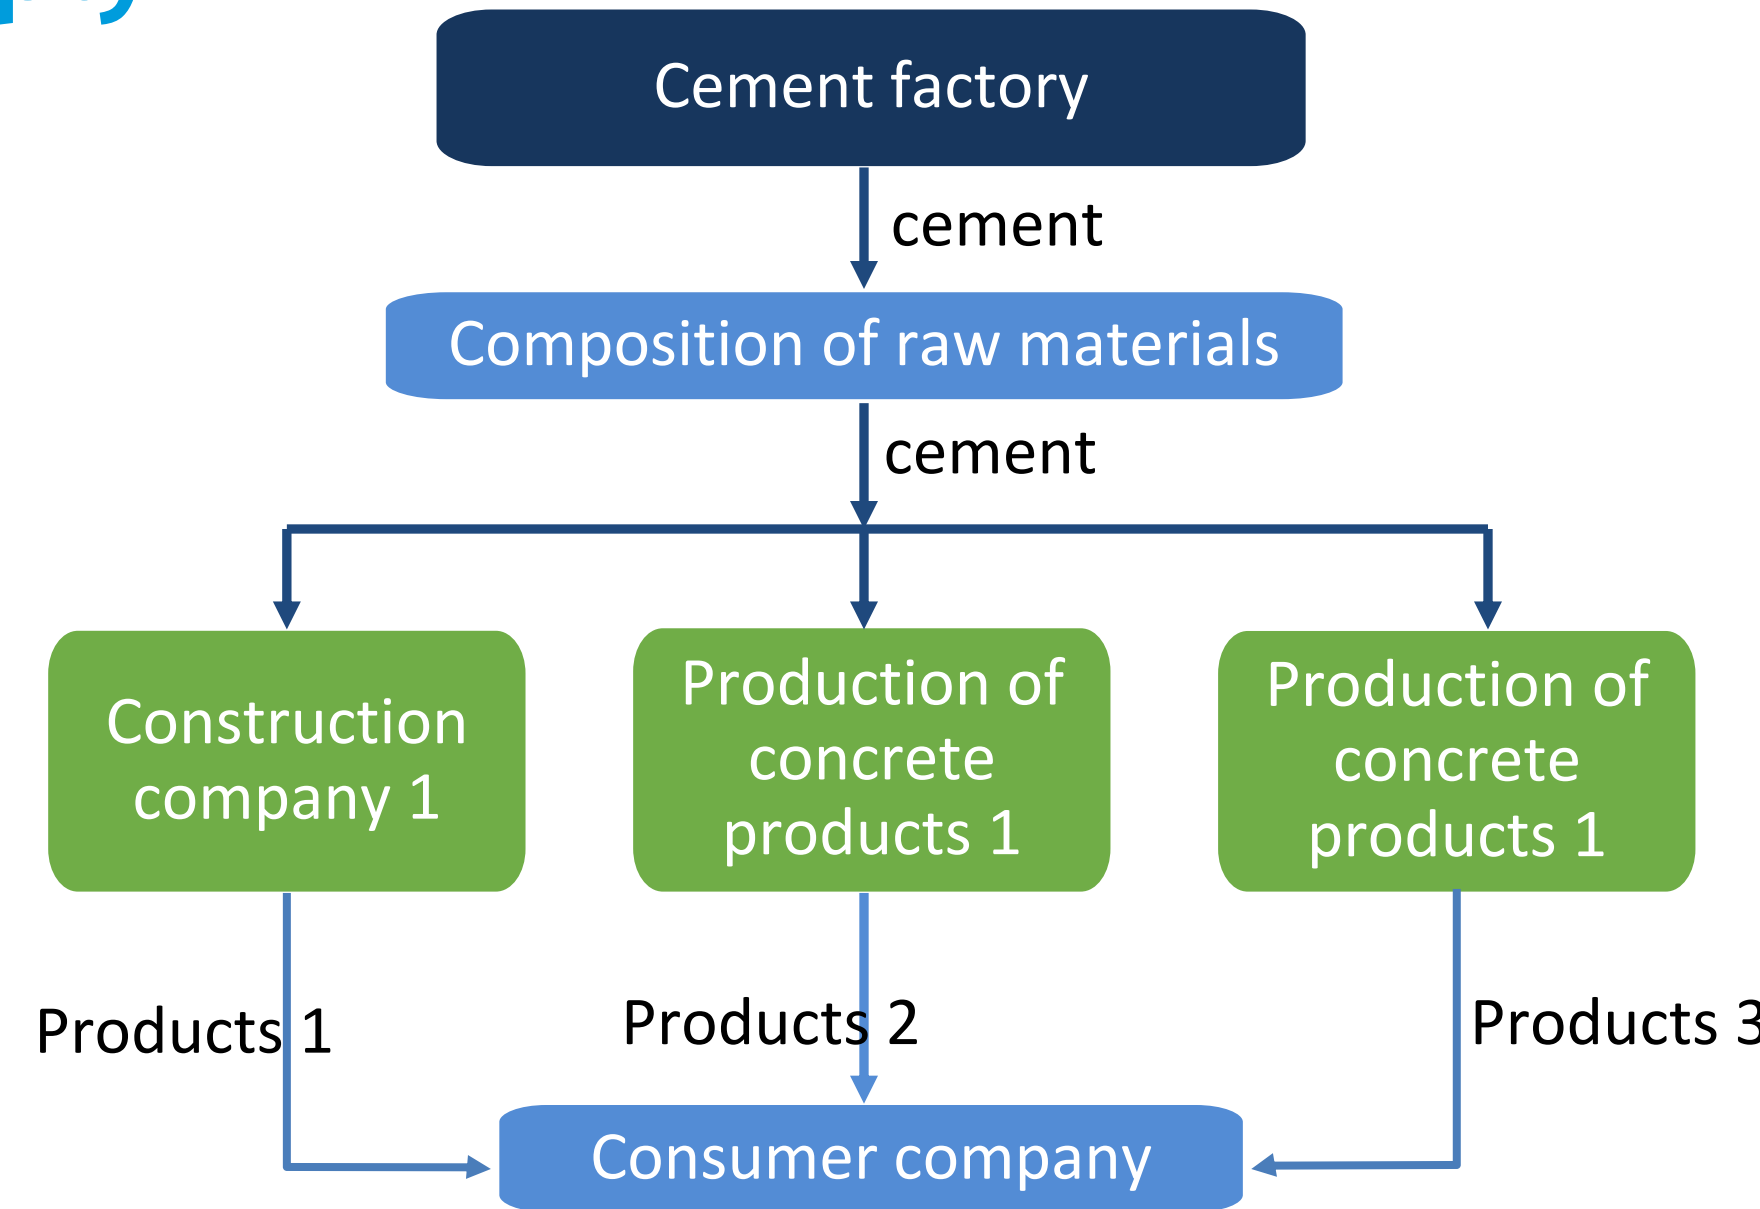 Cement factory
cement
Composition of raw materials
cement
Construction
company 1
Production of
concrete
products 1
Production of
concrete
products 1
Products 1
Products 2
Products 3
Consumer company